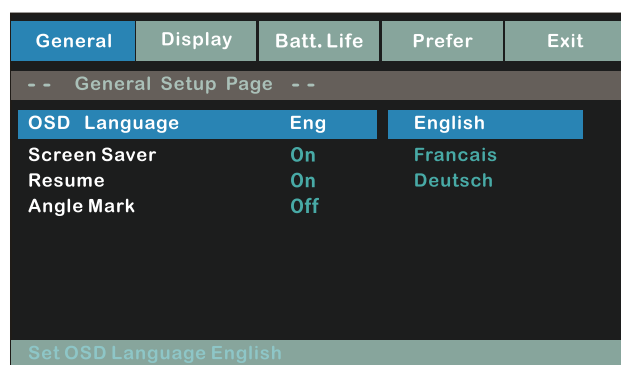 General Display Batt. Life Prefer Exit
-- General Setup Page --
OSD Language Eng English
Screen Saver On Francais
Resume On Deutsch
Angle Mark Off
Set OSD Language English